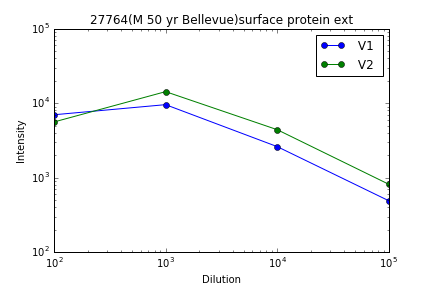 27764(M 50 yr Bellevue)surface protein ext
10^5
V1
V2
10^4
Intensity
10^3
10^2
10^2 10^3 10^4 10^5
Dilution